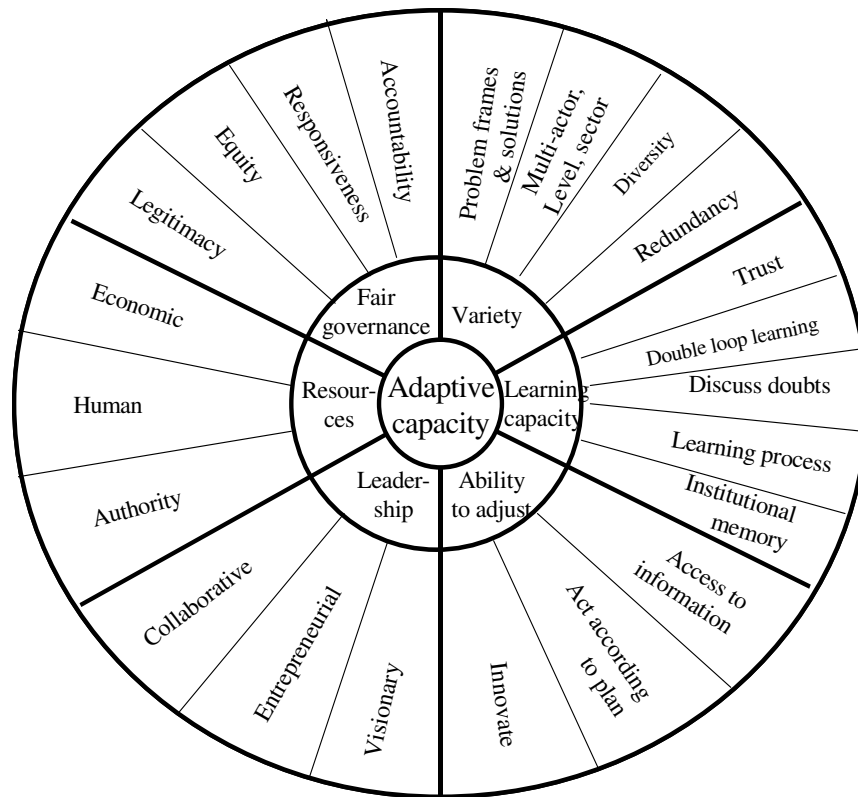 Adaptive
capacity
Variety
Problem frames
& solutions
Multi-actor,
Level, sector
Diversity
Redundancy
Learning
capacity
Trust
Double loop learning
Discuss doubts
Learning process
Institutional
memory
Ability
to adjust
Access to
information
Act according
to plan
Innovate
Leader-
ship
Visionary
Entrepreneurial
Collaborative
Resour-
ces
Authority
Human
Economic
Fair
governance
Legitimacy
Equity
Responsiveness
Accountability